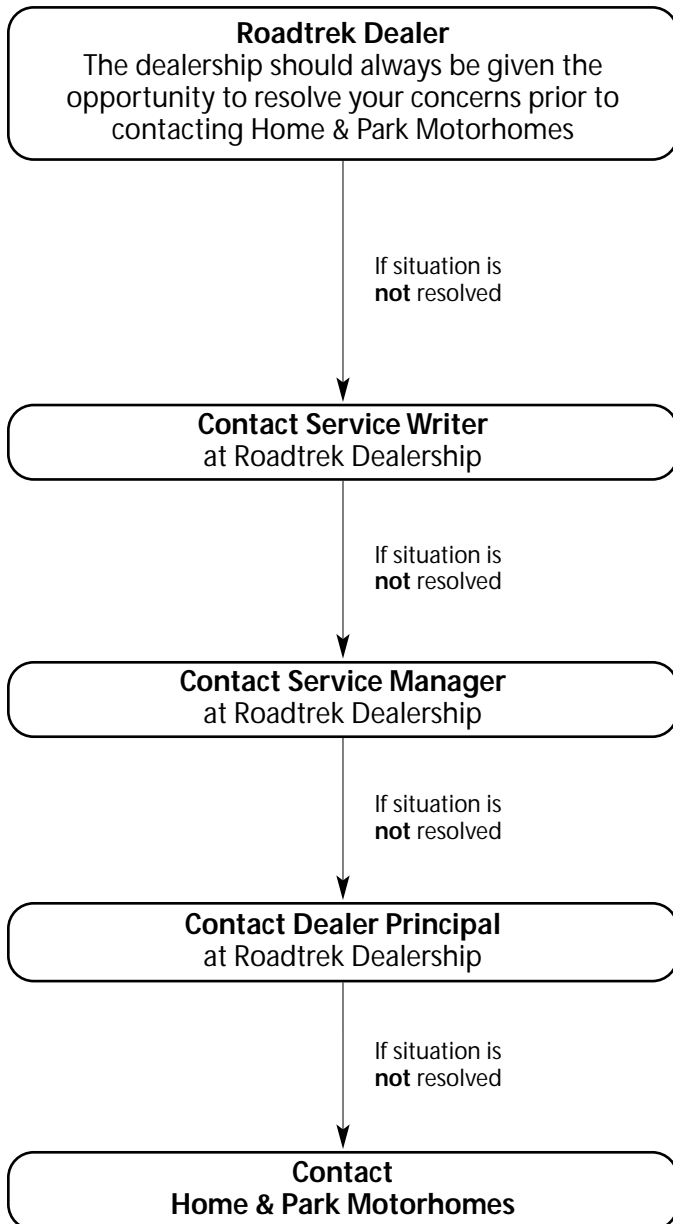 Roadtrek Dealer
The dealership should always be given the
opportunity to resolve your concerns prior to
contacting Home & Park Motorhomes
If situation is
not resolved
Contact Service Writer
at Roadtrek Dealership
If situation is
not resolved
Contact Service Manager
at Roadtrek Dealership
If situation is
not resolved
Contact Dealer Principal
at Roadtrek Dealership
If situation is
not resolved
Contact
Home & Park Motorhomes